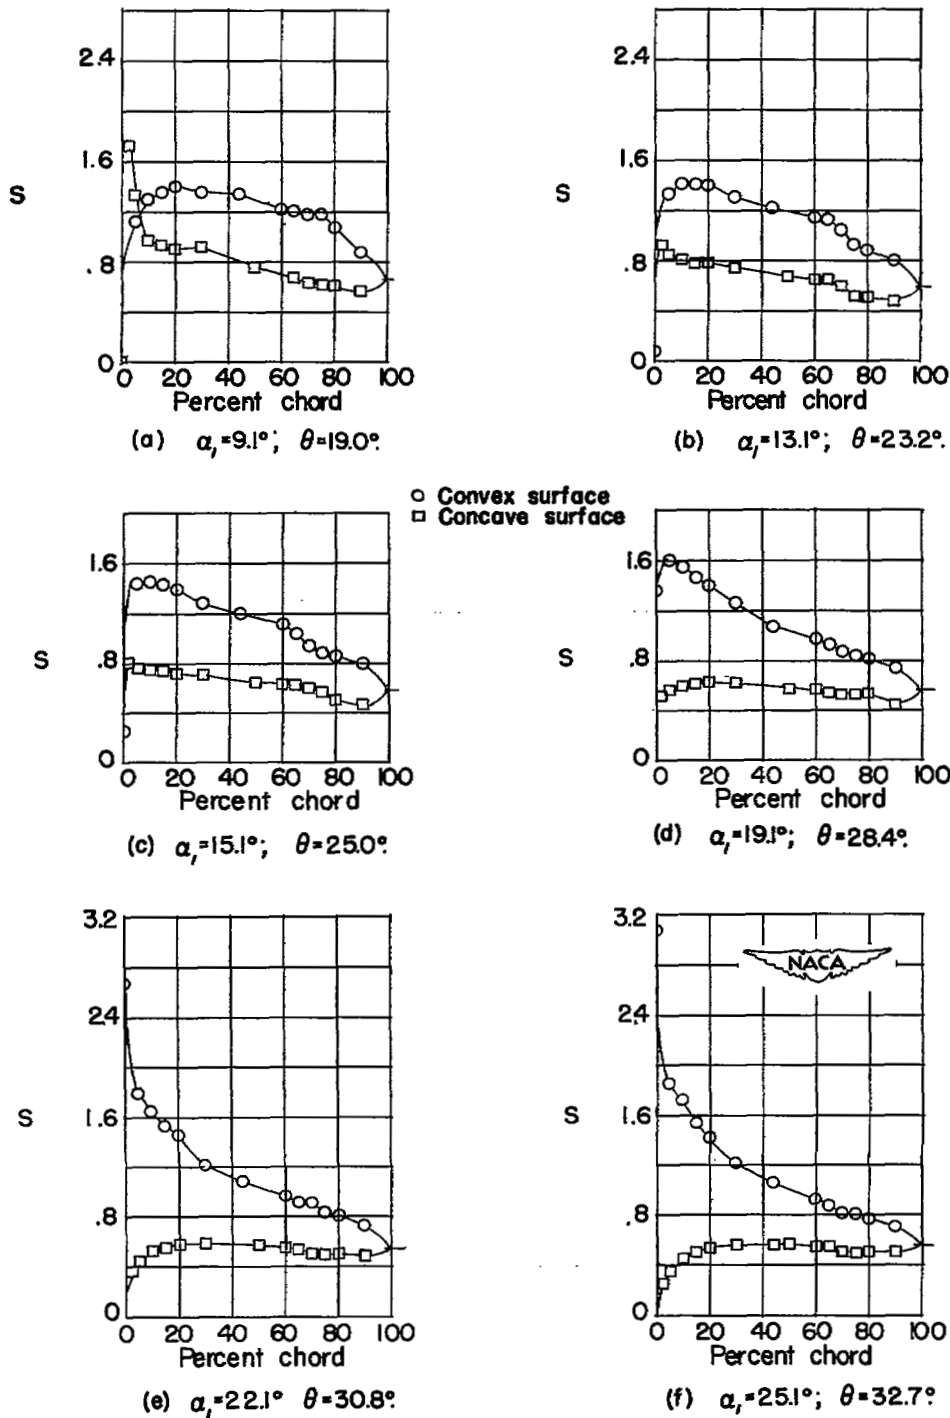 2.4
1.6
S
.8
0
0 20 40 60 80 100
Percent chord
(a) α₁=9.1°; θ=19.0°.
2.4
1.6
S
.8
0
0 20 40 60 80 100
Percent chord
(b) α₁=13.1°; θ=23.2°.
Convex surface
Concave surface
1.6
S
.8
0
0 20 40 60 80 100
Percent chord
(c) α₁=15.1°; θ=25.0°.
1.6
S
.8
0
0 20 40 60 80 100
Percent chord
(d) α₁=19.1°; θ=28.4°.
3.2
2.4
S
1.6
.8
0
0 20 40 60 80 100
Percent chord
(e) α₁=22.1° θ=30.8°.
3.2
NACA
2.4
S
1.6
.8
0
0 20 40 60 80 100
Percent chord
(f) α₁=25.1°; θ=32.7°.